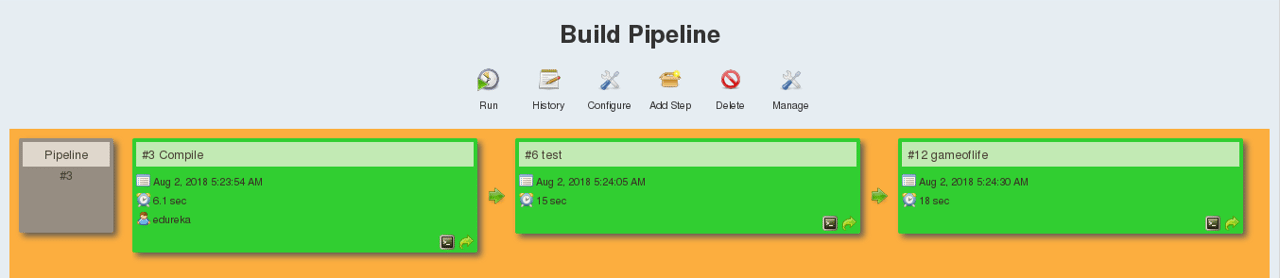 Build Pipeline
Run History Configure Add Step Delete Manage
Pipeline
#3
#3 Compile
Aug 2, 2018 5:23:54 AM
6.1 sec
edureka
#6 test
Aug 2, 2018 5:24:05 AM
15 sec
#12 gameoflife
Aug 2, 2018 5:24:30 AM
18 sec